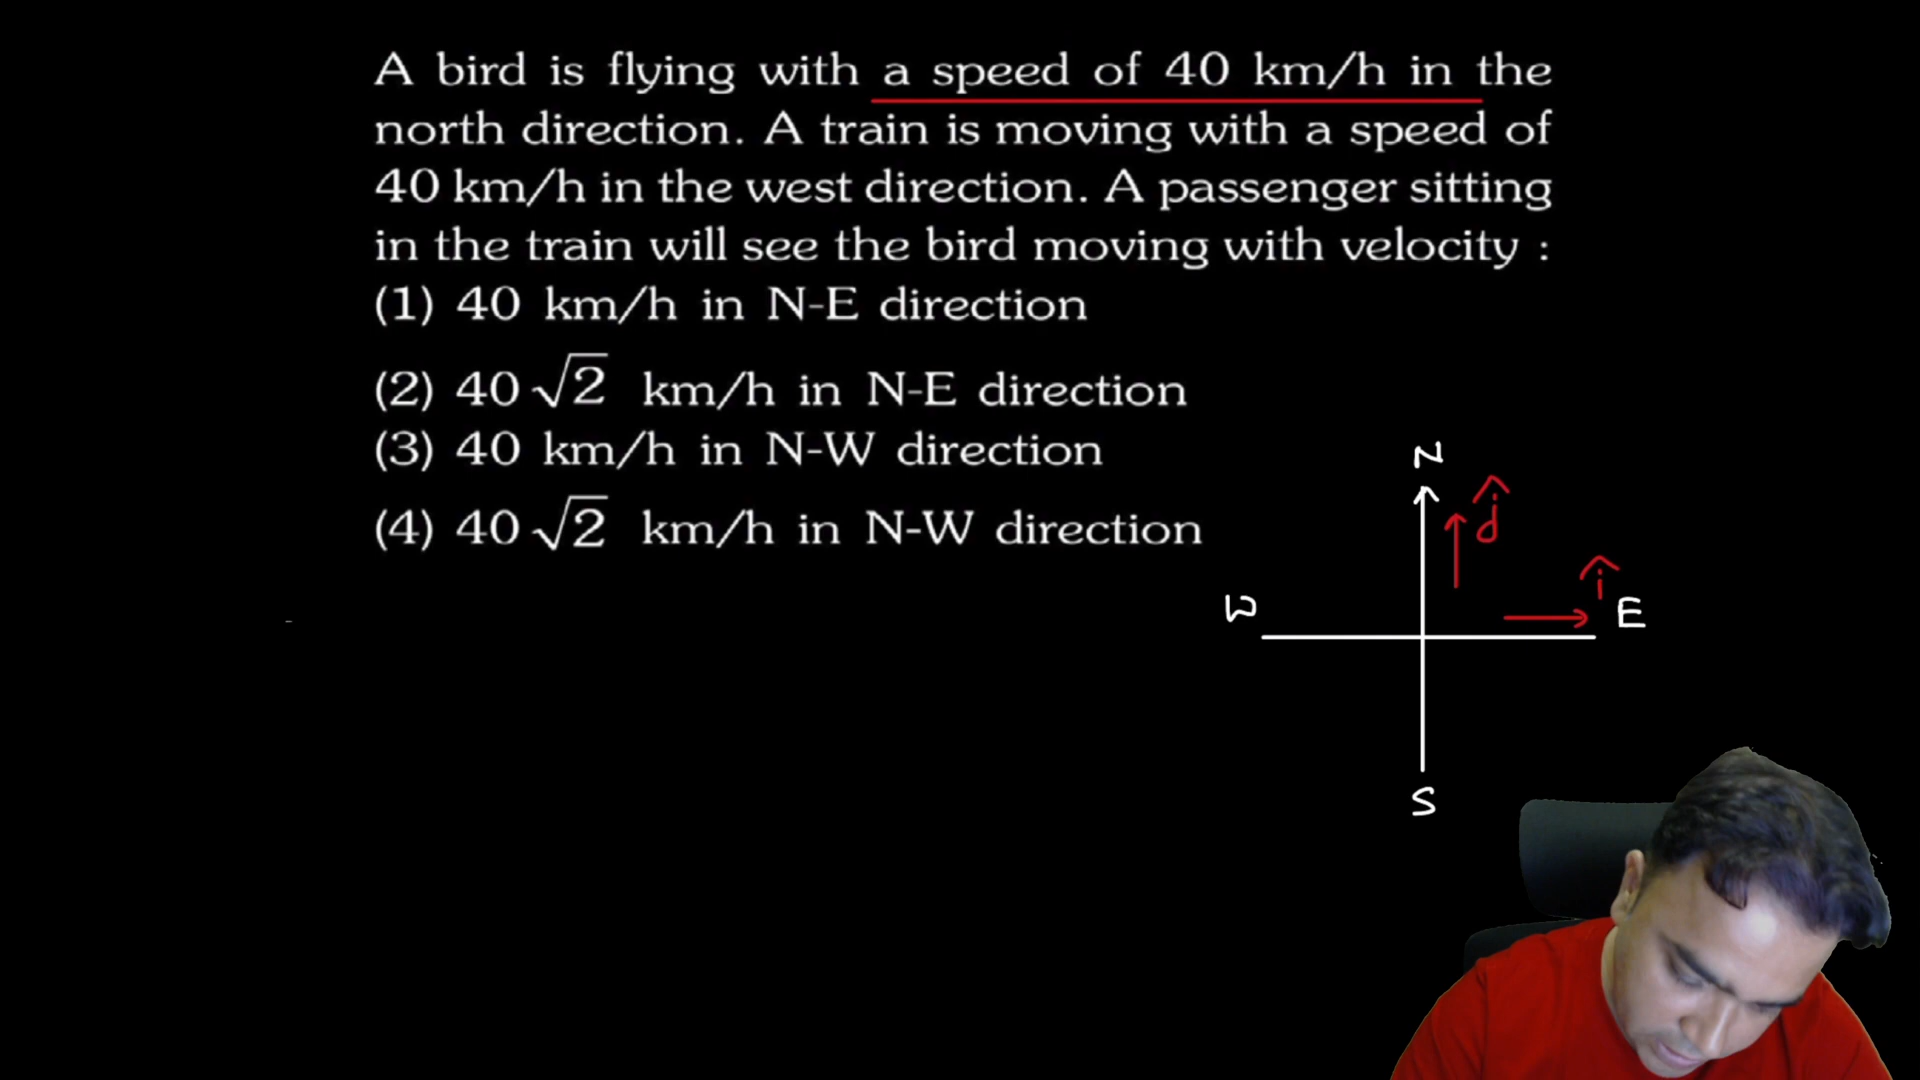 A bird is flying with a speed of 40 km/h in the
north direction. A train is moving with a speed of
40 km/h in the west direction. A passenger sitting
in the train will see the bird moving with velocity :
(1) 40 km/h in N-E direction
(2) 40√2 km/h in N-E direction
(3) 40 km/h in N-W direction
(4) 40√2 km/h in N-W direction
N
ĵ
î
W
E
S